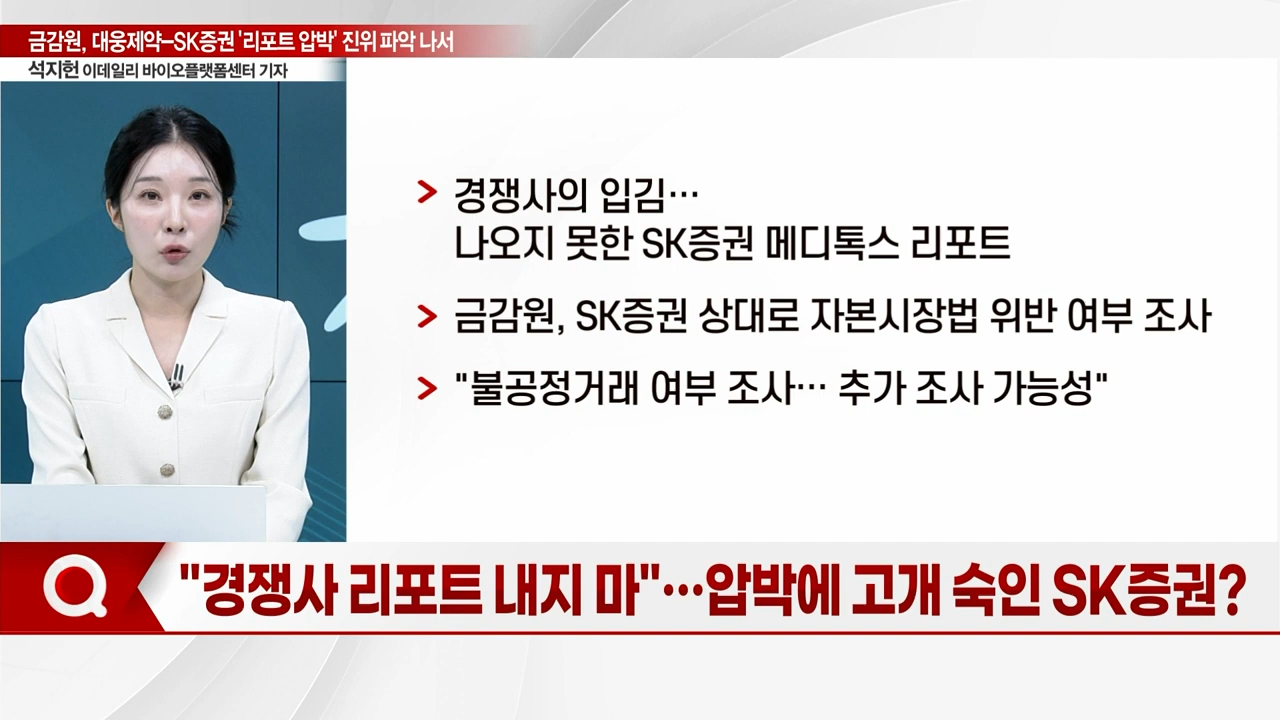 금감원, 대웅제약–SK증권 '리포트 압박' 진위 파악 나서
석지헌 이데일리 바이오플랫폼센터 기자
> 경쟁사의 입김…
나오지 못한 SK증권 메디톡스 리포트
> 금감원, SK증권 상대로 자본시장법 위반 여부 조사
> "불공정거래 여부 조사… 추가 조사 가능성"
Q "경쟁사 리포트 내지 마"…압박에 고개 숙인 SK증권?